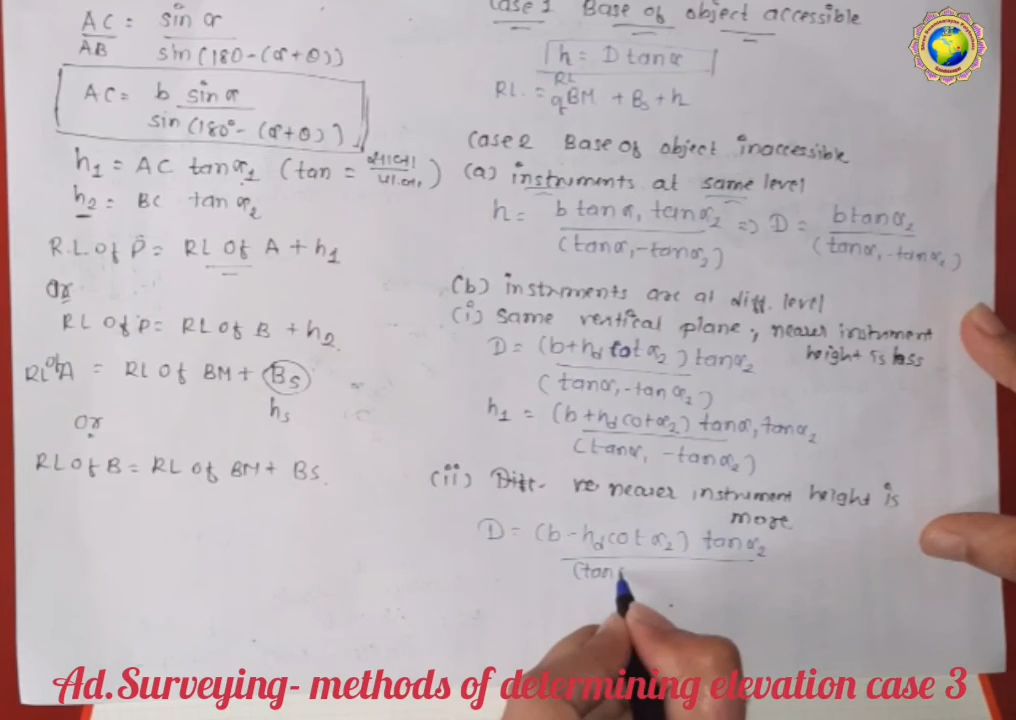 AC = sin α
AB sin (180 - (α + θ))
AC = b sin α
sin (180° - (α + θ))
h1 = AC tan α1 (tan = સાબા
પા.બા.)
h2 = BC tan α2
R.L of P = RL of A + h1
Or
RL of P = RL of B + h2.
RL of A = RL of BM + Bs
hs
or
RL of B = RL of BM + Bs.
Case 1 Base of object accessible
h = D tan α
RL
RL. = of BM + Bs + h
Case 2 Base of object inaccessible
(a) instruments at same level
h = b tan α1 tan α2 => D = b tan α2
(tan α1 - tan α2) (tan α1 - tan α2)
(b) instruments are at diff. level
(i) Same vertical plane, nearer instrument
height is less
D = (b + hd cot α2) tan α2
(tan α1 - tan α2)
h1 = (b + hd cot α2) tan α1 tan α2
(tan α1 - tan α2)
(ii) nearer instrument height is
more
D = (b - hd cot α2) tan α2
(tan
Ad.Surveying- methods of determining elevation case 3